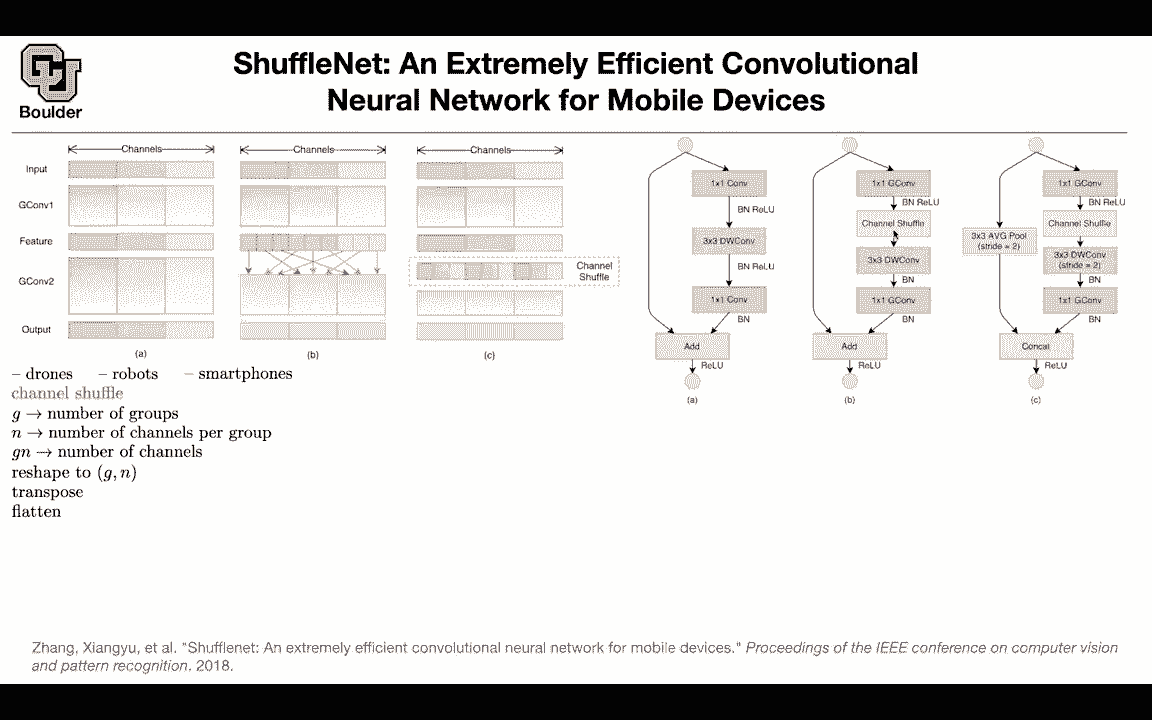 Boulder
ShuffleNet: An Extremely Efficient Convolutional
Neural Network for Mobile Devices
Channels
Channels
Channels
Input
GConv1
Feature
GConv2
Output
Channel
Shuffle
(a)
(b)
(c)
1x1 Conv
BN ReLU
3x3 DWConv
BN ReLU
1x1 Conv
BN
Add
ReLU
(a)
1x1 GConv
BN ReLU
Channel Shuffle
3x3 DWConv
BN
1x1 GConv
BN
Add
ReLU
(b)
3x3 AVG Pool
(stride = 2)
1x1 GConv
BN ReLU
Channel Shuffle
3x3 DWConv
(stride = 2)
BN
1x1 GConv
BN
Concat
ReLU
(c)
– drones – robots – smartphones
channel shuffle
g → number of groups
n → number of channels per group
gn → number of channels
reshape to (g, n)
transpose
flatten
Zhang, Xiangyu, et al. "Shufflenet: An extremely efficient convolutional neural network for mobile devices." Proceedings of the IEEE conference on computer vision
and pattern recognition. 2018.